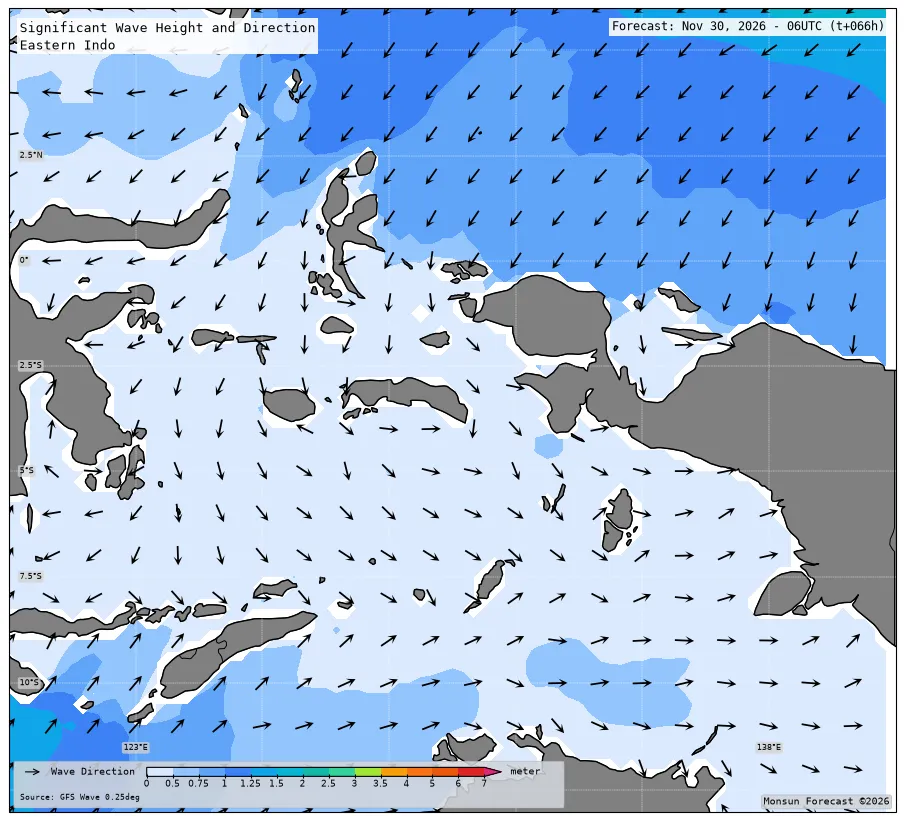 Significant Wave Height and Direction
Eastern Indo
Forecast: Nov 30, 2026 - 06UTC (t+066h)
2.5°N
0°
2.5°S
5°S
7.5°S
10°S
123°E
138°E
Wave Direction
meter
0 0.5 0.75 1 1.25 1.5 2 2.5 3 3.5 4 5 6 7
Source: GFS Wave 0.25deg
Monsun Forecast ©2026